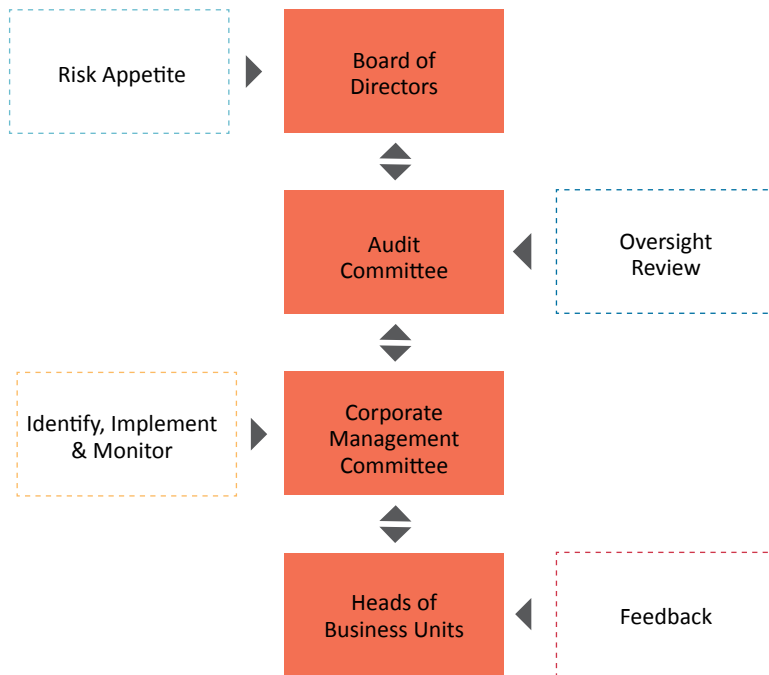 Risk Appetite
Board of
Directors
Audit
Committee
Oversight
Review
Identify, Implement
& Monitor
Corporate
Management
Committee
Heads of
Business Units
Feedback